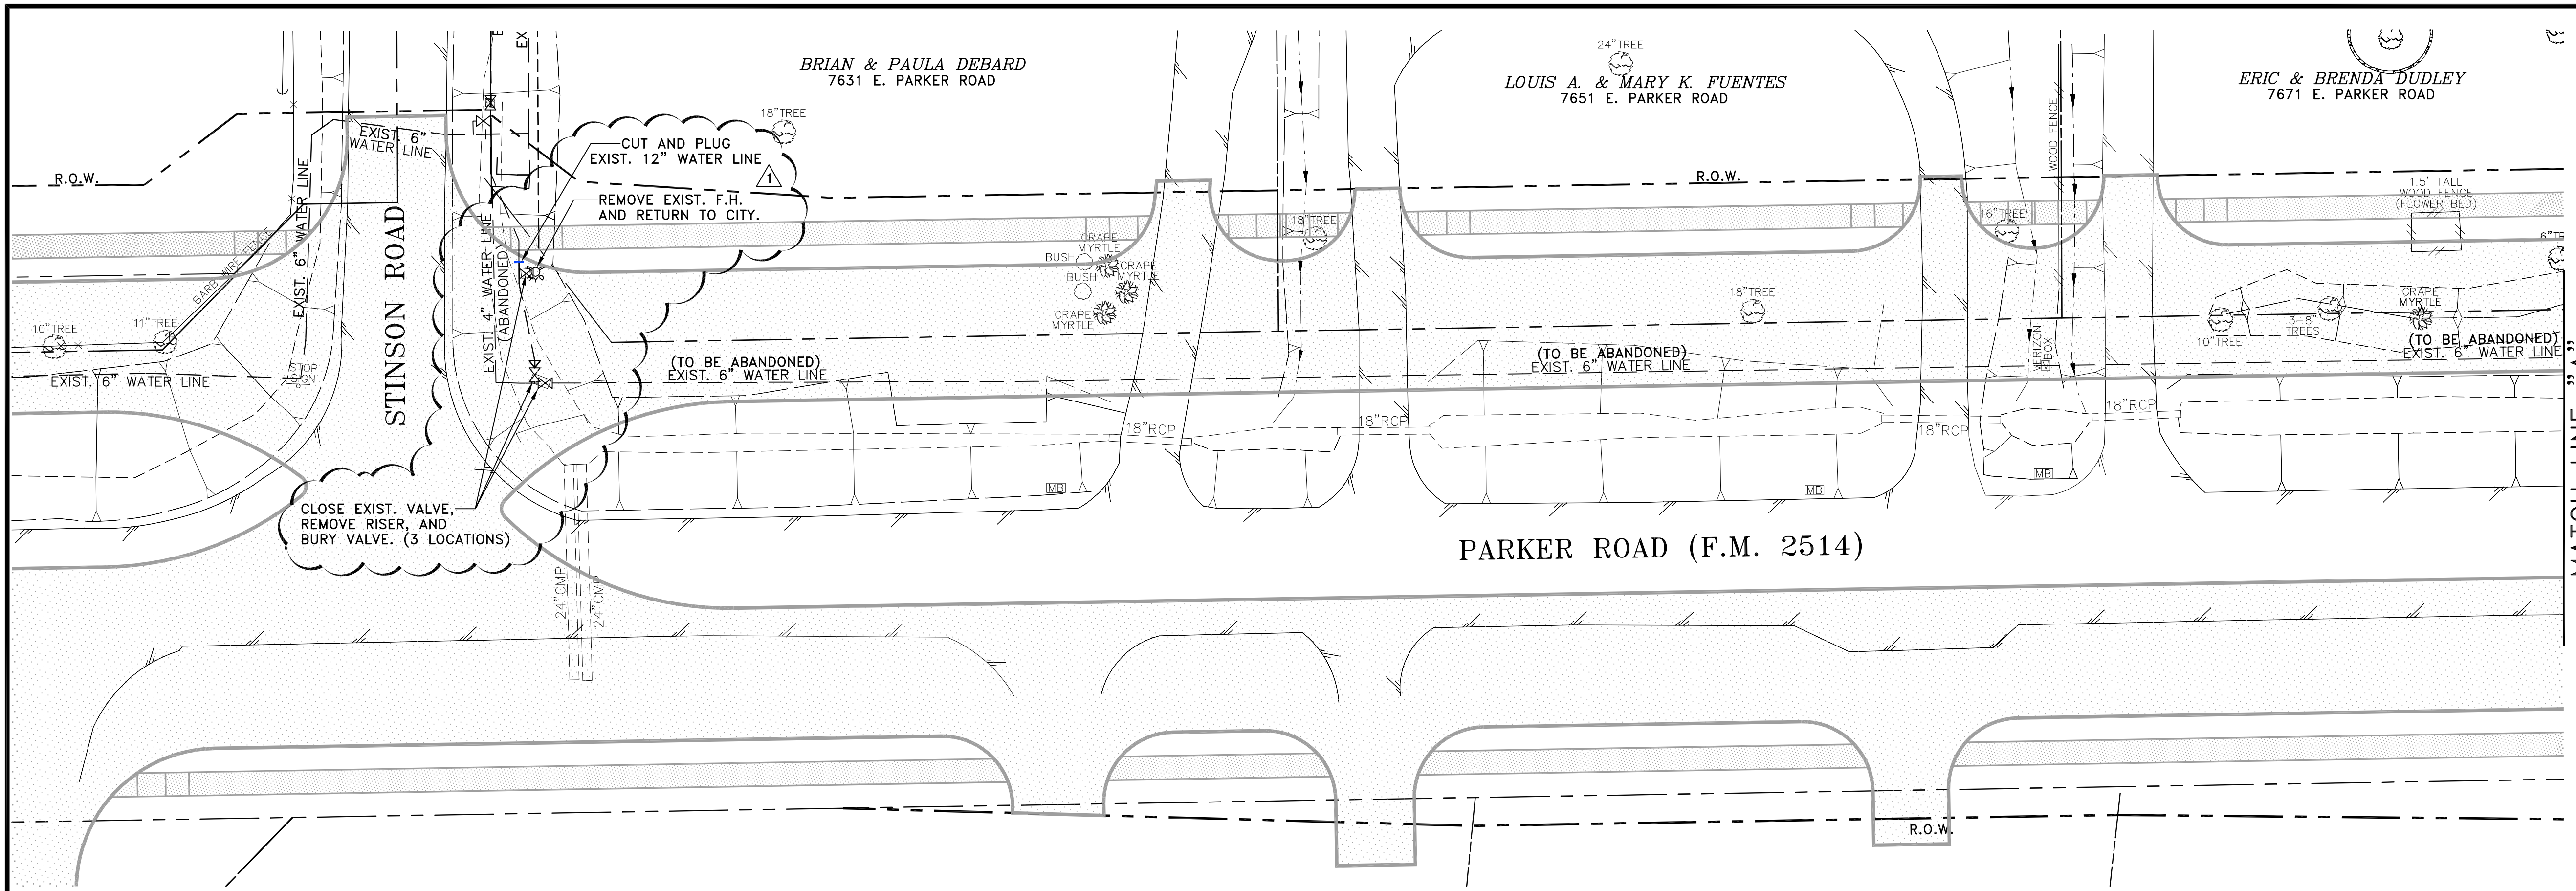 BRIAN & PAULA DEBARD
7631 E. PARKER ROAD
24"TREE
LOUIS A. & MARY K. FUENTES
7651 E. PARKER ROAD
ERIC & BRENDA DUDLEY
7671 E. PARKER ROAD
18"TREE
EXIST. 6"
WATER LINE
CUT AND PLUG
EXIST. 12" WATER LINE
1
REMOVE EXIST. F.H.
AND RETURN TO CITY.
R.O.W.
R.O.W.
WOOD FENCE
1.5' TALL
WOOD FENCE
(FLOWER BED)
EXIST. 6" WATER LINE
BARB WIRE FENCE
STINSON ROAD
EXIST. 4" WATER LINE
(ABANDONED)
18"TREE
16"TREE
CRAPE
MYRTLE
BUSH
BUSH
CRAPE
MYRTLE
CRAPE
MYRTLE
18"TREE
10"TREE
11"TREE
STOP
SIGN
EXIST. 6" WATER LINE
(TO BE ABANDONED)
EXIST. 6" WATER LINE
(TO BE ABANDONED)
EXIST. 6" WATER LINE
VERIZON
BOX
10"TREE
3-8"
TREES
CRAPE
MYRTLE
(TO BE ABANDONED)
EXIST. 6" WATER LINE
18"RCP
18"RCP
18"RCP
18"RCP
MB
MB
MB
CLOSE EXIST. VALVE,
REMOVE RISER, AND
BURY VALVE. (3 LOCATIONS)
PARKER ROAD (F.M. 2514)
24"CMP
24"CMP
R.O.W.